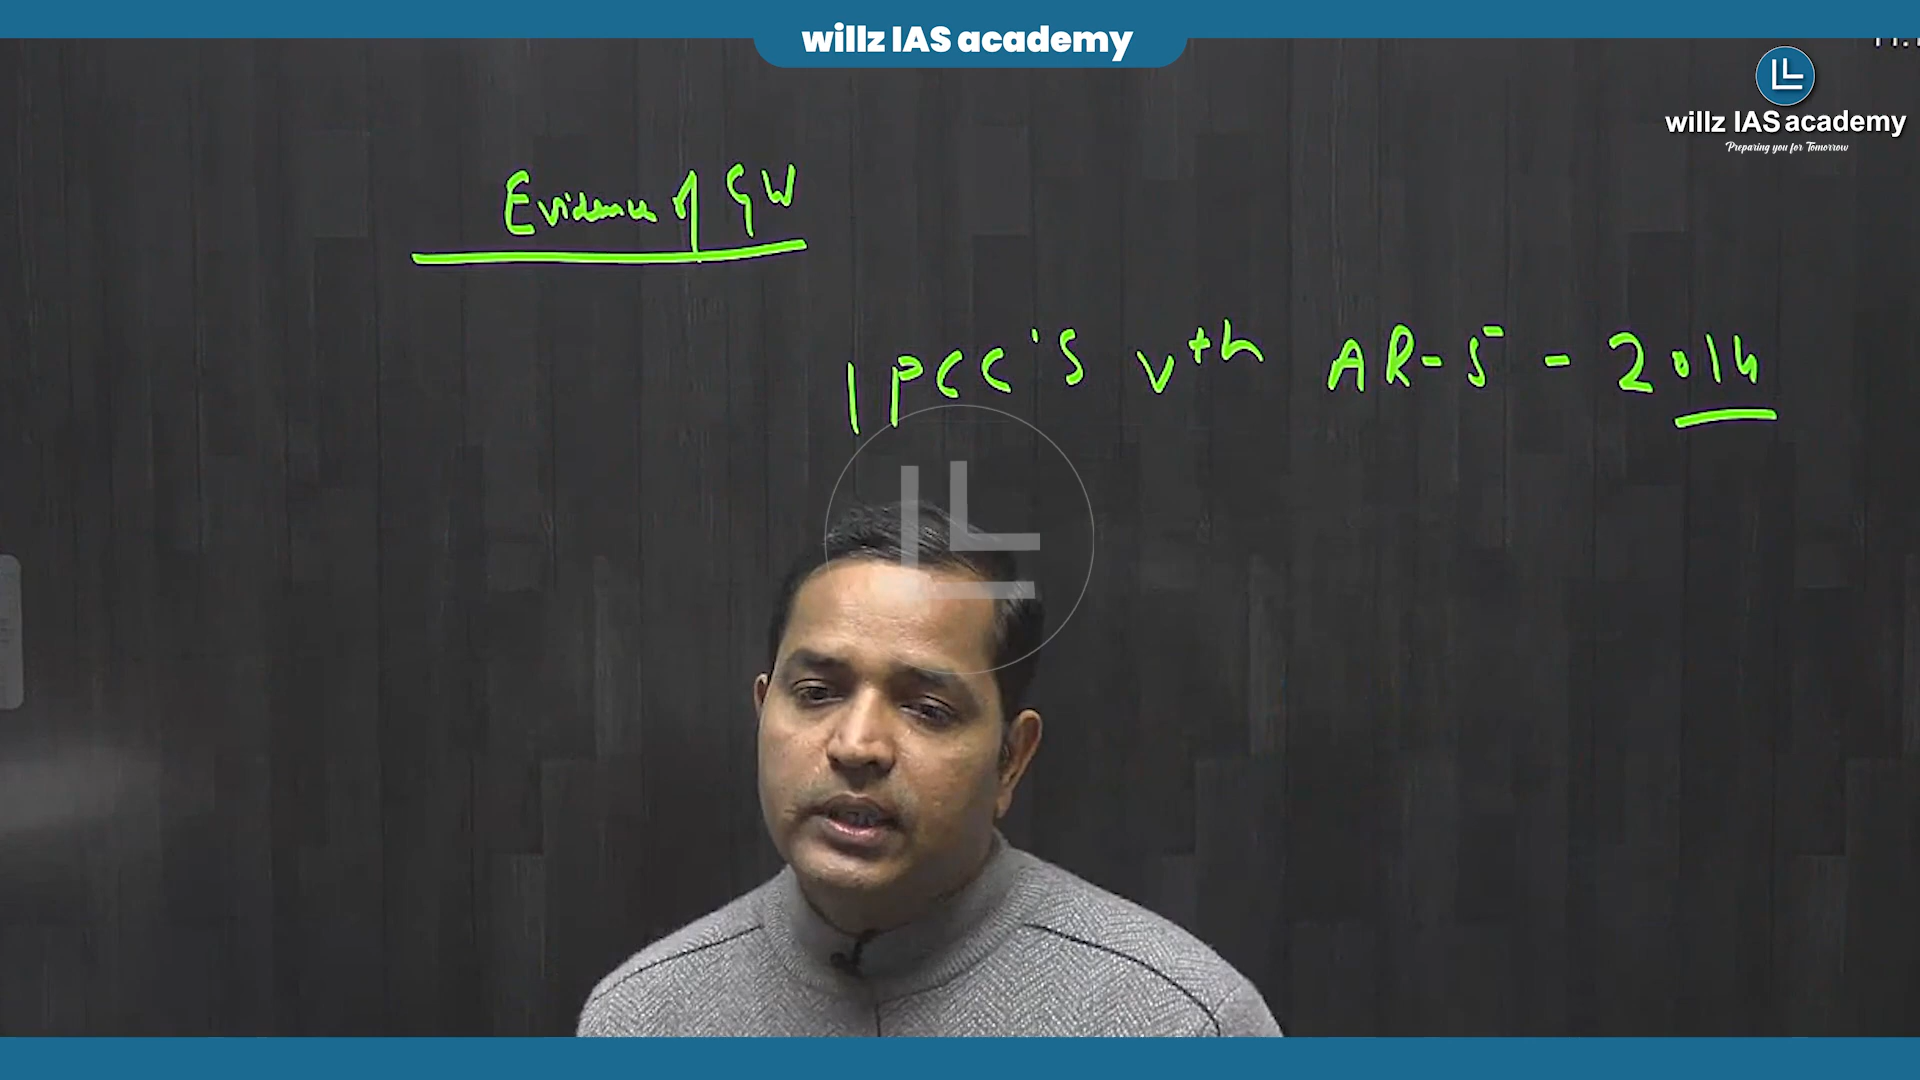 willz IAS academy
willz IAS academy
Preparing you for Tomorrow
Evidence of GW
IPCC'S Vth AR-5 - 2014